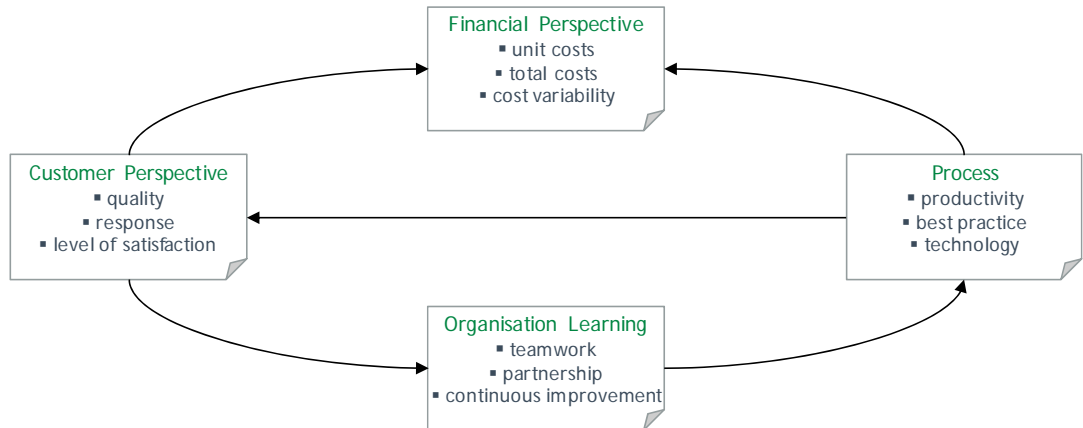 Financial Perspective
▪ unit costs
▪ total costs
▪ cost variability
Customer Perspective
▪ quality
▪ response
▪ level of satisfaction
Process
▪ productivity
▪ best practice
▪ technology
Organisation Learning
▪ teamwork
▪ partnership
▪ continuous improvement